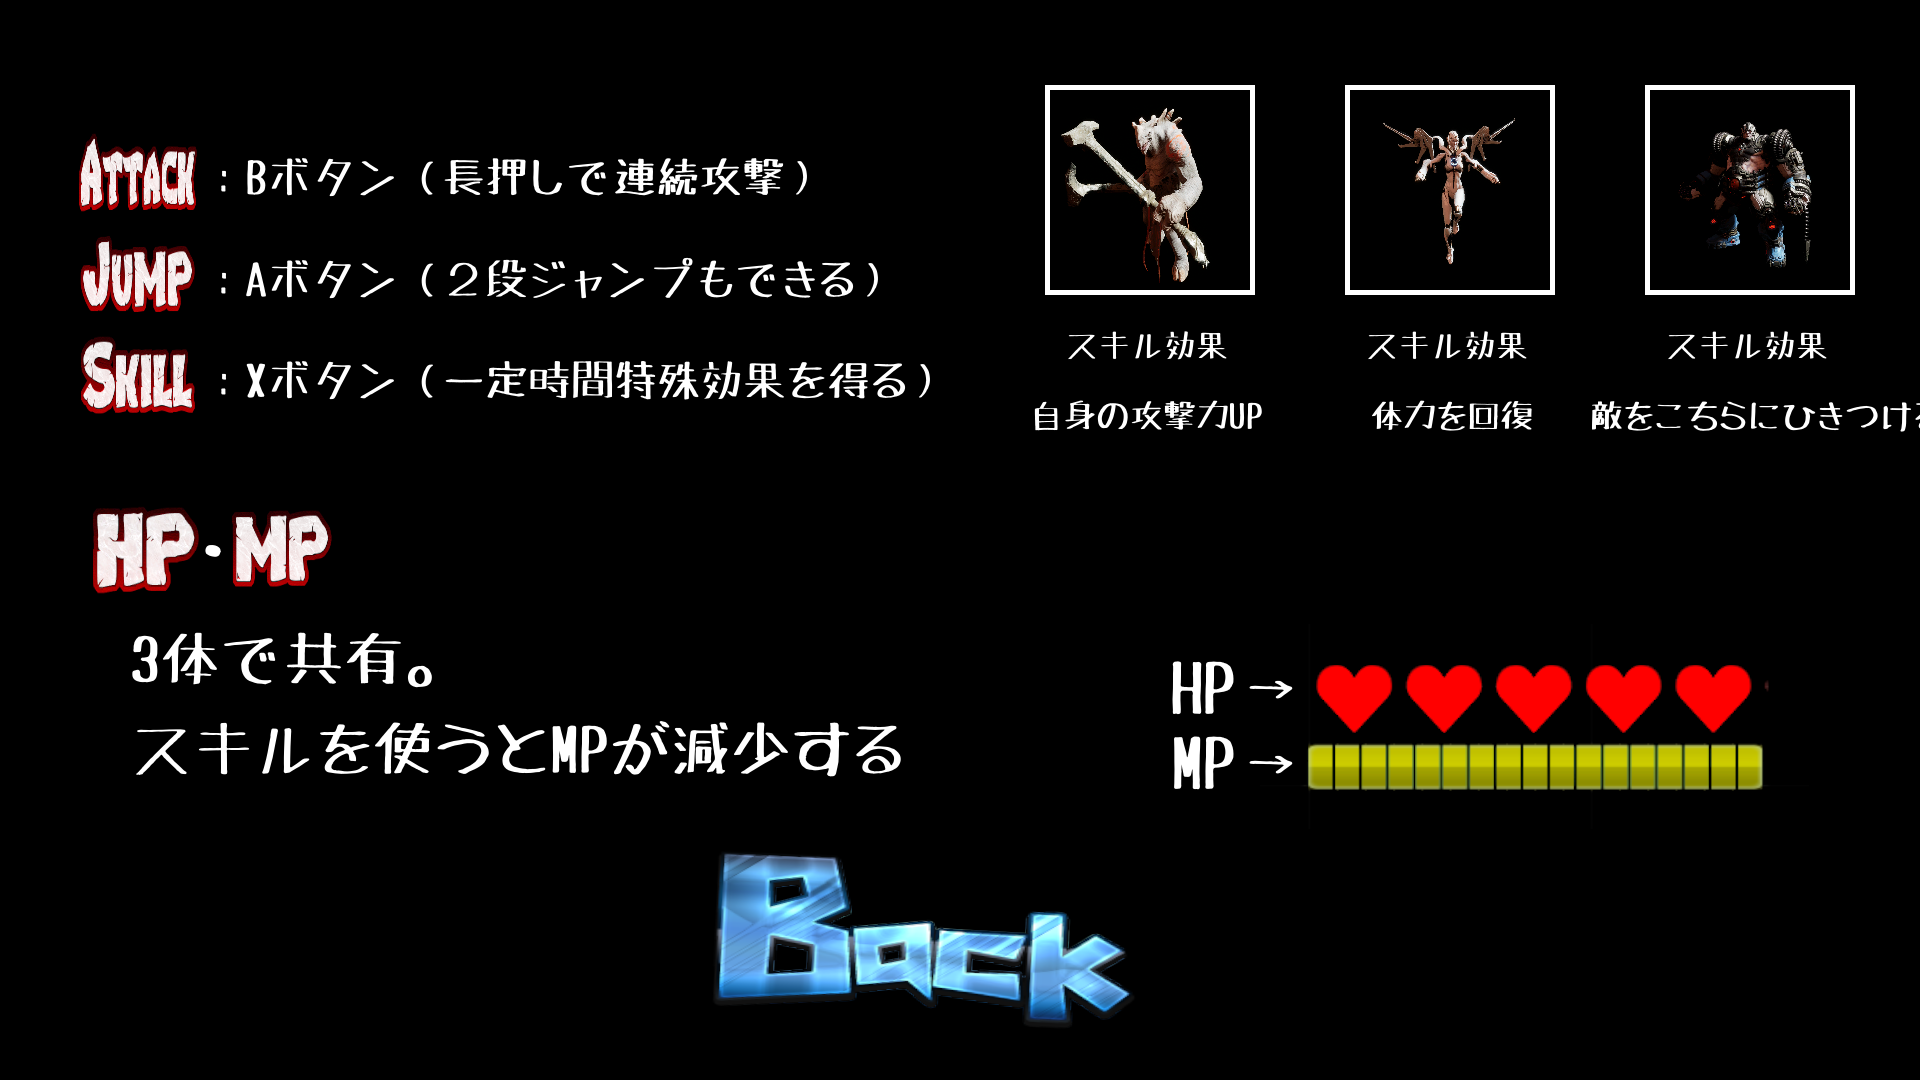 ATTACK : Bボタン（長押しで連続攻撃）
JUMP : Aボタン（２段ジャンプもできる）
SKILL : Xボタン（一定時間特殊効果を得る）
スキル効果
自身の攻撃力UP
スキル効果
体力を回復
スキル効果
敵をこちらにひきつけ
HP・MP
3体で共有。
スキルを使うとMPが減少する
HP→
MP→
Back